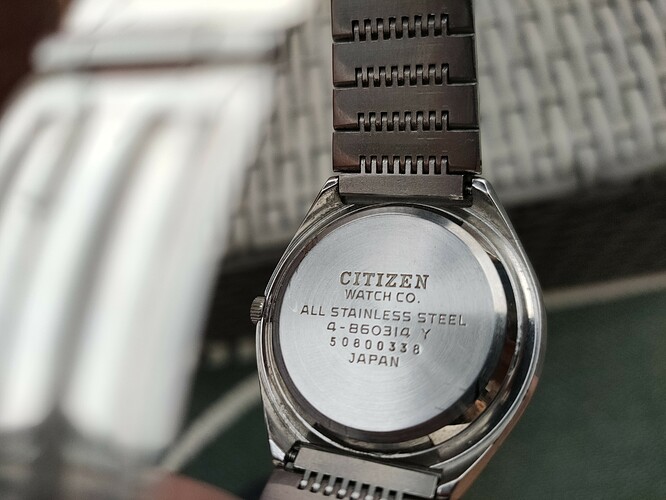 CITIZEN
WATCH CO.
ALL STAINLESS STEEL
4-860314 Y
50800338
JAPAN